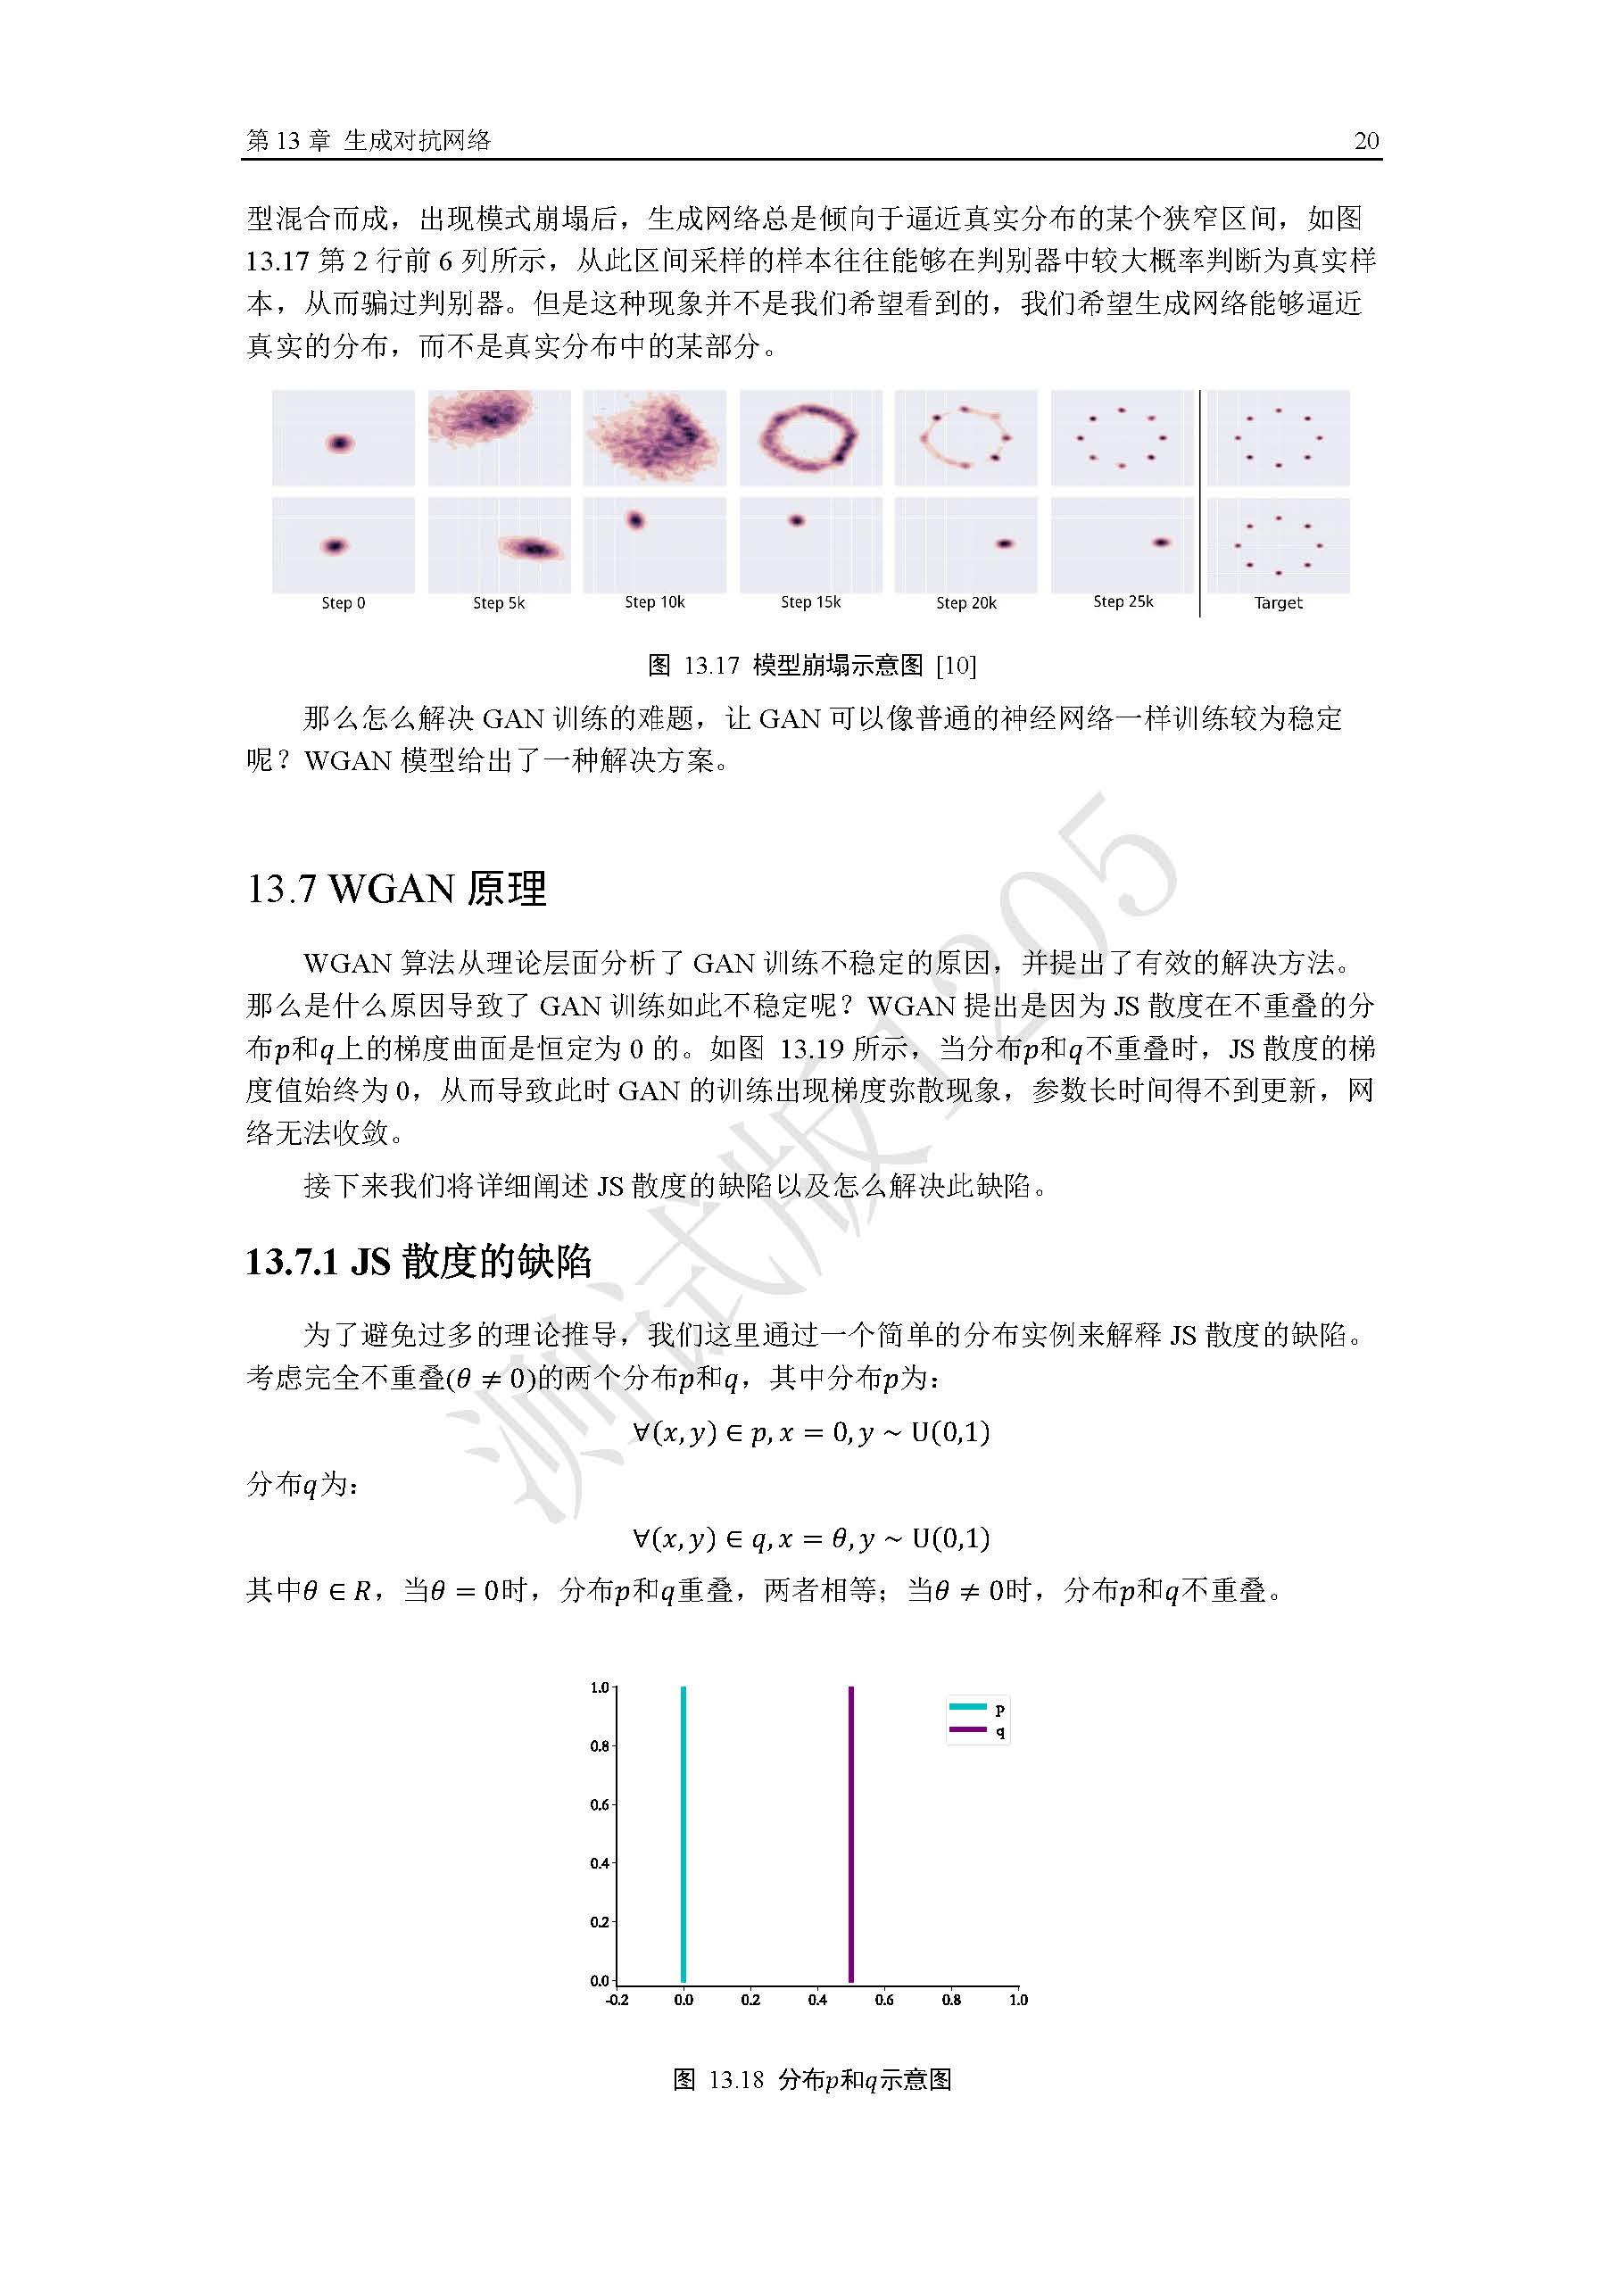 第 13 章 生成对抗网络 20
型混合而成，出现模式崩塌后，生成网络总是倾向于逼近真实分布的某个狭窄区间，如图
13.17 第 2 行前 6 列所示，从此区间采样的样本往往能够在判别器中较大概率判断为真实样
本，从而骗过判别器。但是这种现象并不是我们希望看到的，我们希望生成网络能够逼近
真实的分布，而不是真实分布中的某部分。
Step 0 Step 5k Step 10k Step 15k Step 20k Step 25k Target
图 13.17 模型崩塌示意图 [10]
那么怎么解决 GAN 训练的难题，让 GAN 可以像普通的神经网络一样训练较为稳定
呢？WGAN 模型给出了一种解决方案。
13.7 WGAN 原理
WGAN 算法从理论层面分析了 GAN 训练不稳定的原因，并提出了有效的解决方法。
那么是什么原因导致了 GAN 训练如此不稳定呢？WGAN 提出是因为 JS 散度在不重叠的分
布p和q上的梯度曲面是恒定为 0 的。如图 13.19 所示，当分布p和q不重叠时，JS 散度的梯
度值始终为 0，从而导致此时 GAN 的训练出现梯度弥散现象，参数长时间得不到更新，网
络无法收敛。
接下来我们将详细阐述 JS 散度的缺陷以及怎么解决此缺陷。
13.7.1 JS 散度的缺陷
为了避免过多的理论推导，我们这里通过一个简单的分布实例来解释 JS 散度的缺陷。
考虑完全不重叠(θ ≠ 0)的两个分布p和q，其中分布p为：
∀(x, y) ∈ p, x = 0, y ~ U(0,1)
分布q为：
∀(x, y) ∈ q, x = θ, y ~ U(0,1)
其中θ ∈ R，当θ = 0时，分布p和q重叠，两者相等；当θ ≠ 0时，分布p和q不重叠。
1.0
0.8
0.6
0.4
0.2
0.0
-0.2 0.0 0.2 0.4 0.6 0.8 1.0
p
q
图 13.18 分布p和q示意图
测试版1205